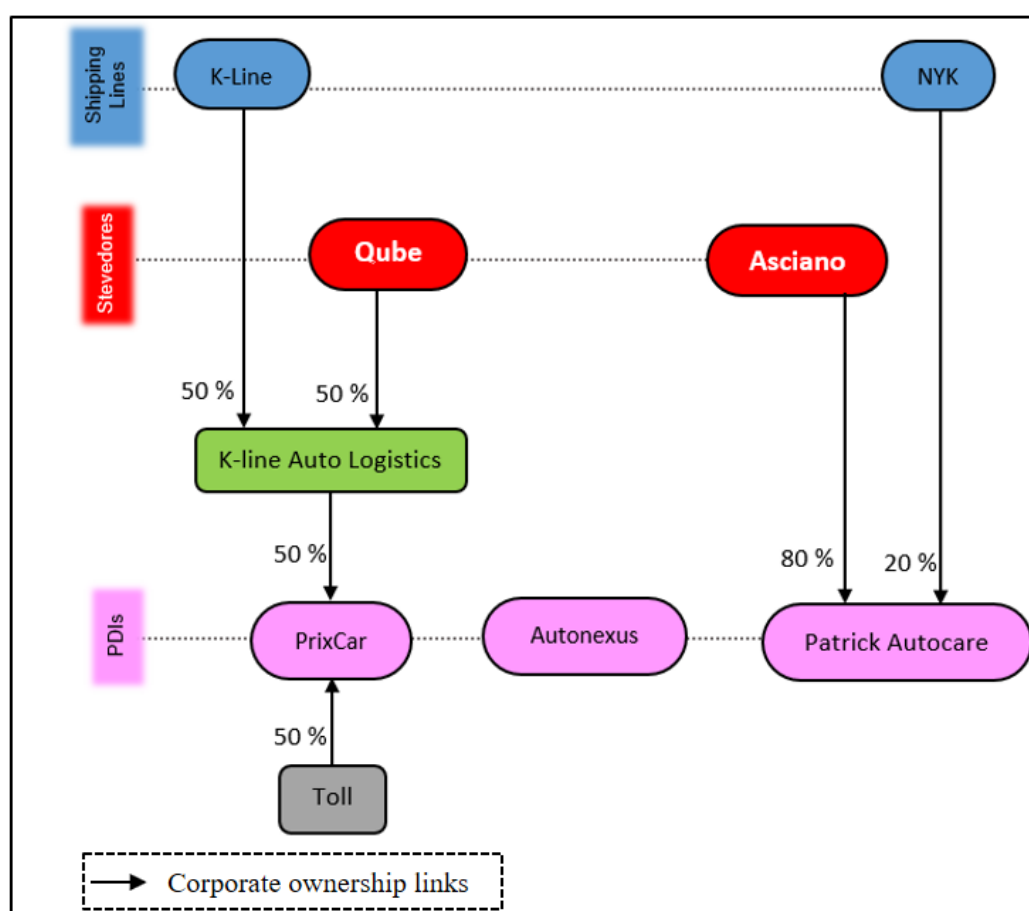 Shipping
Lines
K-Line
NYK
Stevedores
Qube
Asciano
50 %
50 %
K-line Auto Logistics
50 %
80 %
20 %
PDIs
PrixCar
Autonexus
Patrick Autocare
50 %
Toll
Corporate ownership links